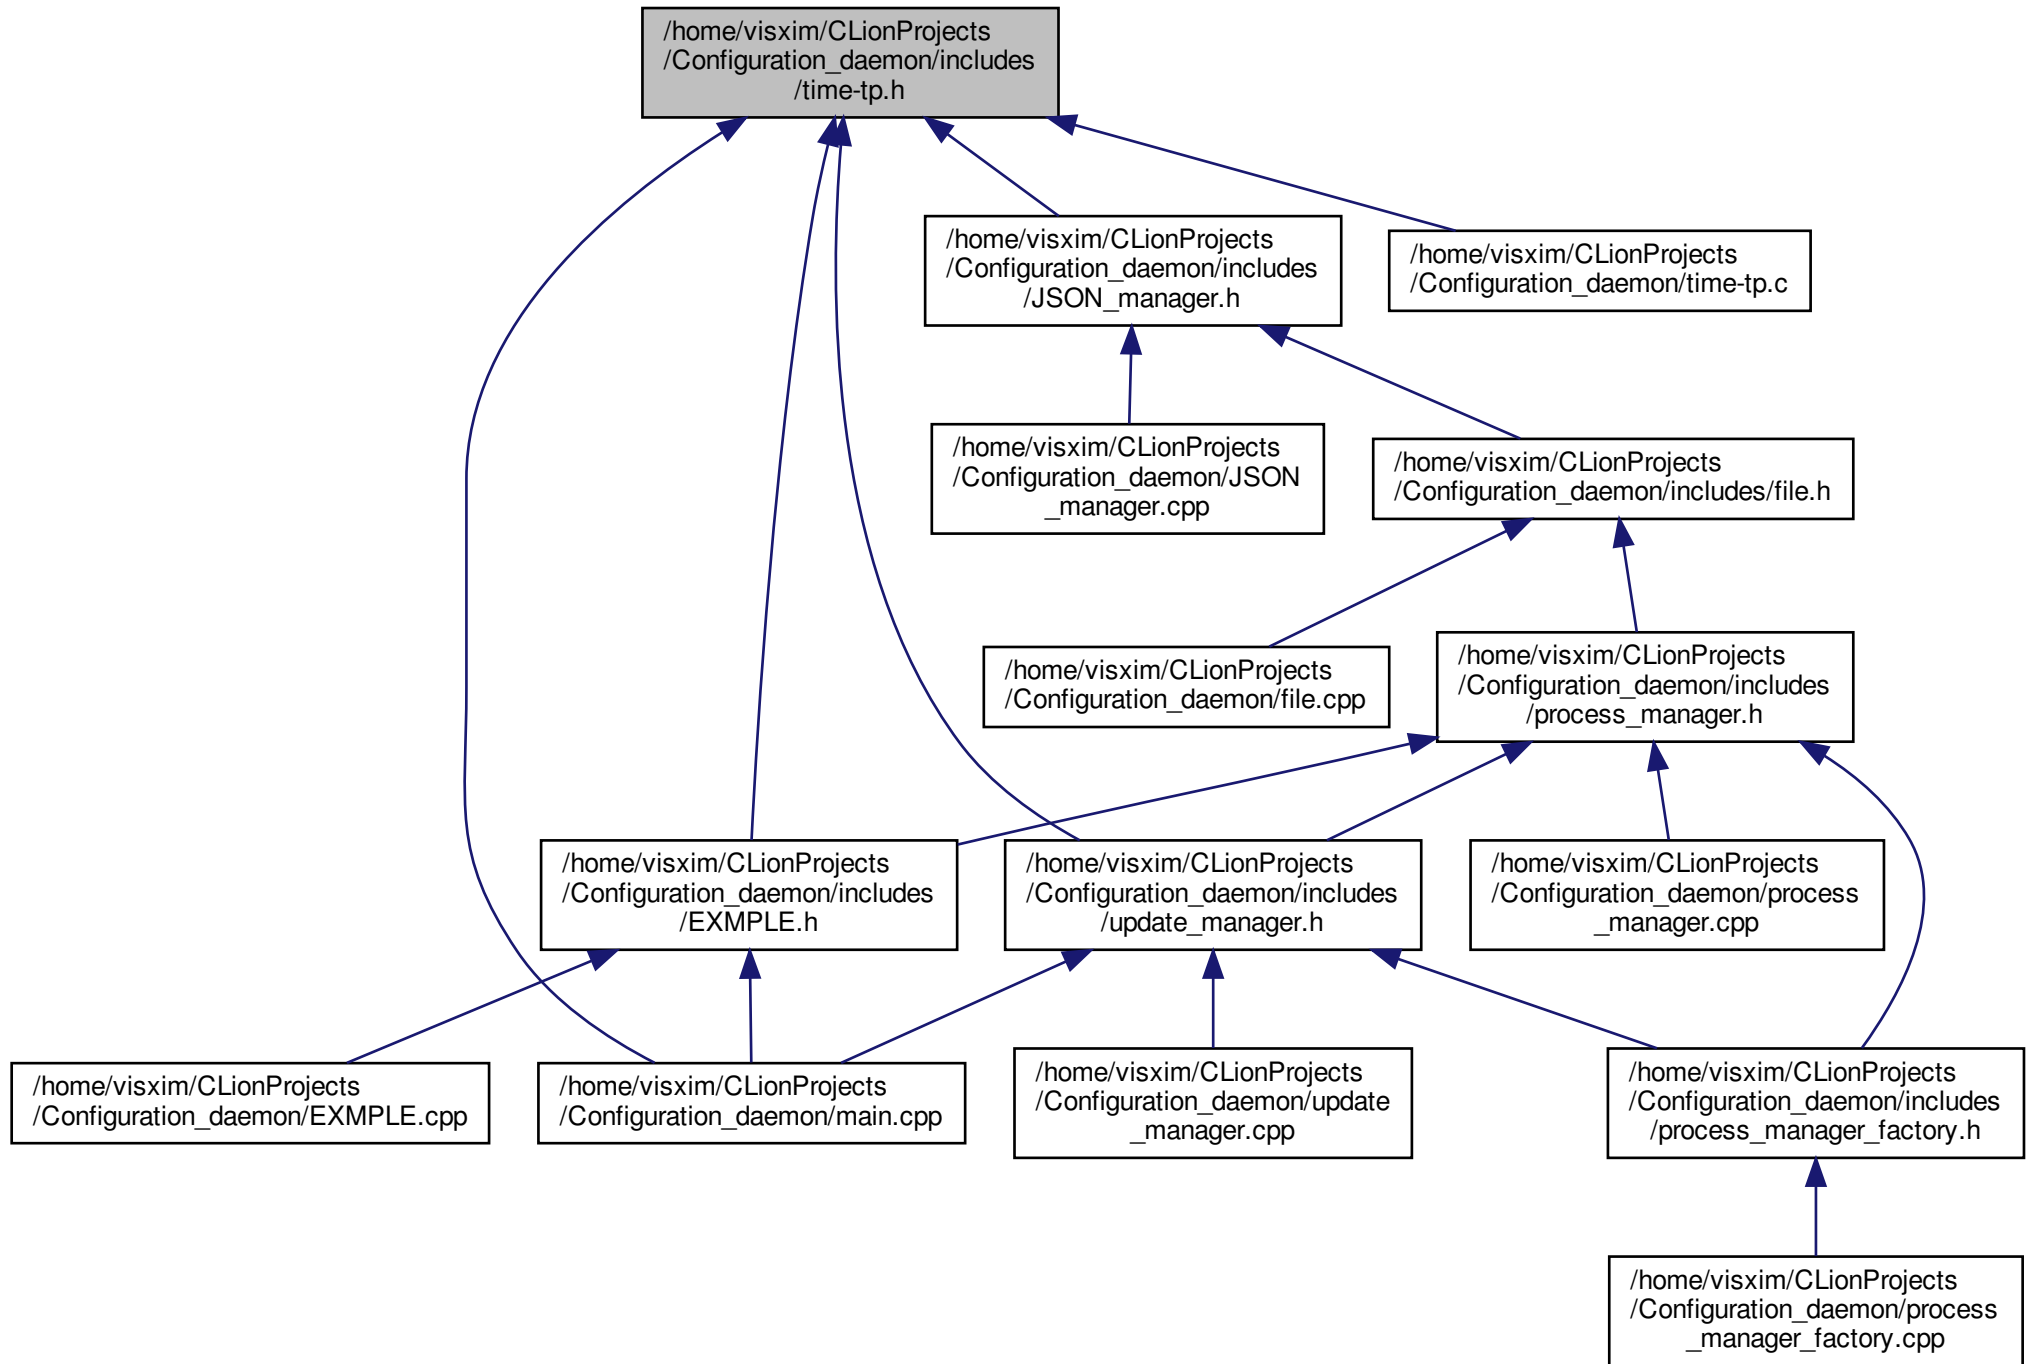 /home/visxim/CLionProjects
/Configuration_daemon/includes
/time-tp.h
/home/visxim/CLionProjects
/Configuration_daemon/includes
/JSON_manager.h
/home/visxim/CLionProjects
/Configuration_daemon/time-tp.c
/home/visxim/CLionProjects
/Configuration_daemon/JSON
_manager.cpp
/home/visxim/CLionProjects
/Configuration_daemon/includes/file.h
/home/visxim/CLionProjects
/Configuration_daemon/file.cpp
/home/visxim/CLionProjects
/Configuration_daemon/includes
/process_manager.h
/home/visxim/CLionProjects
/Configuration_daemon/includes
/EXMPLE.h
/home/visxim/CLionProjects
/Configuration_daemon/includes
/update_manager.h
/home/visxim/CLionProjects
/Configuration_daemon/process
_manager.cpp
/home/visxim/CLionProjects
/Configuration_daemon/EXMPLE.cpp
/home/visxim/CLionProjects
/Configuration_daemon/main.cpp
/home/visxim/CLionProjects
/Configuration_daemon/update
_manager.cpp
/home/visxim/CLionProjects
/Configuration_daemon/includes
/process_manager_factory.h
/home/visxim/CLionProjects
/Configuration_daemon/process
_manager_factory.cpp